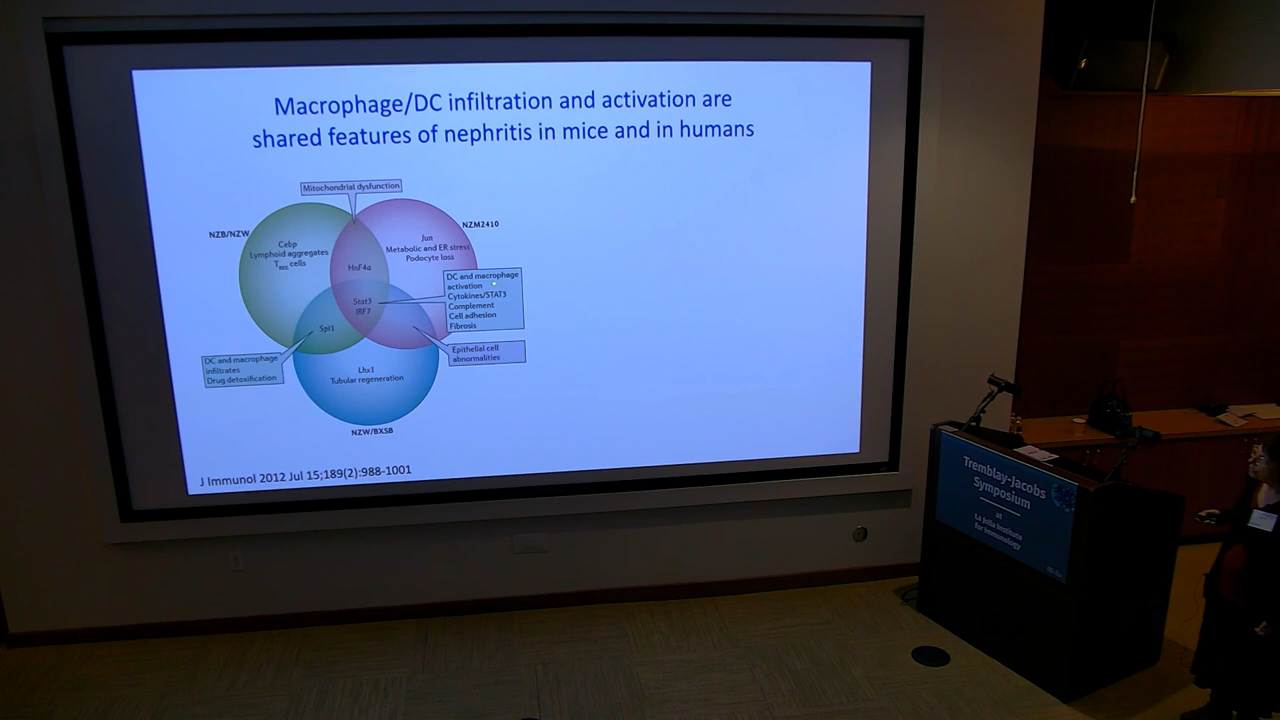 Macrophage/DC infiltration and activation are
shared features of nephritis in mice and in humans
Mitochondrial dysfunction
NZB/NZW
NZM2410
Cebp
Lymphoid aggregates
TREG cells
Jun
Metabolic and ER stress
Podocyte loss
HnF4α
DC and macrophage
activation
Cytokines/STAT3
Complement
Cell adhesion
Fibrosis
Stat3
IRF7
Spi1
Epithelial cell
abnormalities
DC and macrophage
infiltrates
Drug detoxification
Lhx1
Tubular regeneration
NZW/BXSB
J Immunol 2012 Jul 15;189(2):988-1001
Tremblay-Jacobs
Symposium
at
La Jolla Institute
for Immunology